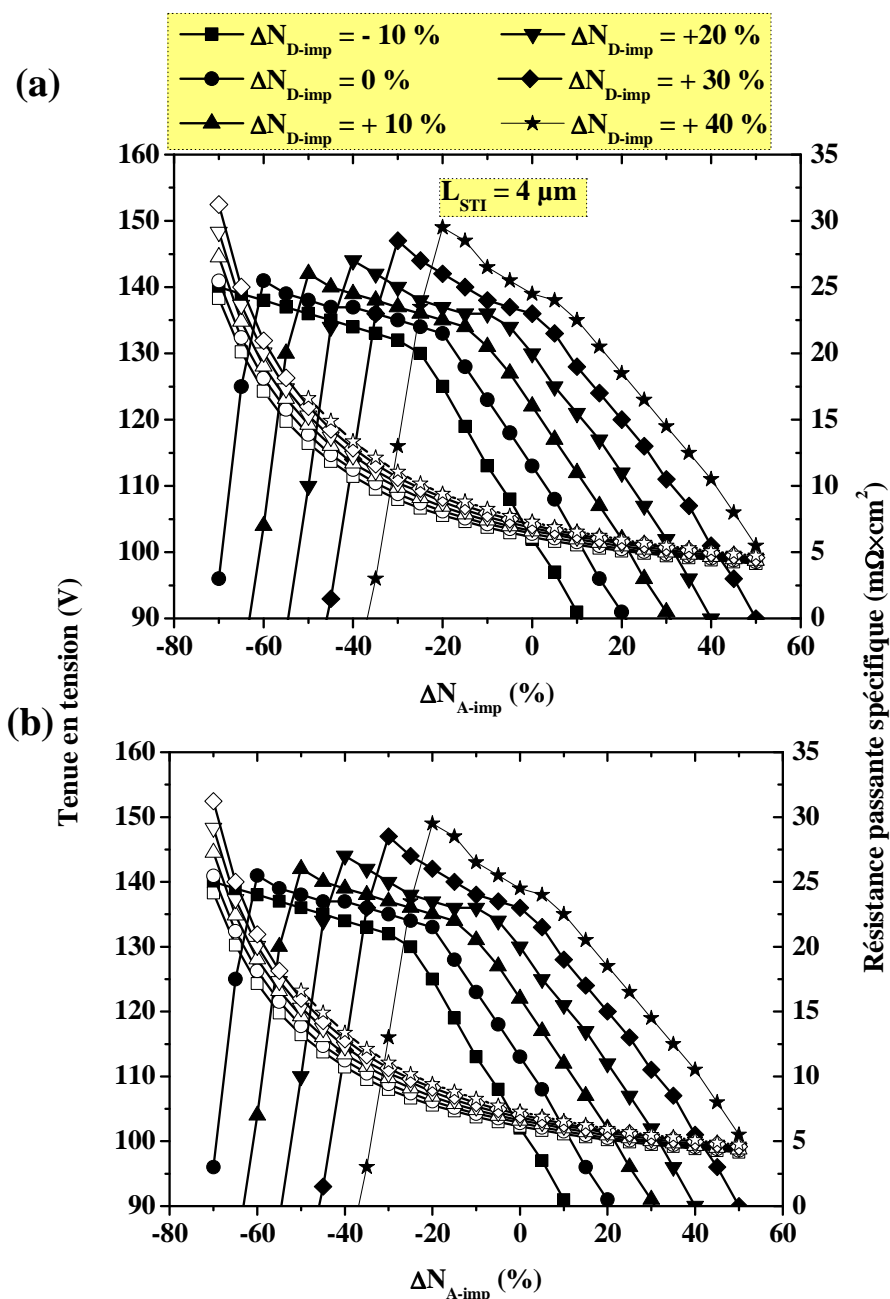 ΔN_D-imp = - 10 % ΔN_D-imp = +20 %
(a) ΔN_D-imp = 0 % ΔN_D-imp = + 30 %
ΔN_D-imp = + 10 % ΔN_D-imp = + 40 %
L_STI = 4 µm
160
150
140
130
120
110
100
90
35
30
25
20
15
10
5
0
-80 -60 -40 -20 0 20 40 60
ΔN_A-imp (%)
Tenue en tension (V)
Résistance passante spécifique (mΩ×cm²)
(b)
160
150
140
130
120
110
100
90
35
30
25
20
15
10
5
0
-80 -60 -40 -20 0 20 40 60
ΔN_A-imp (%)